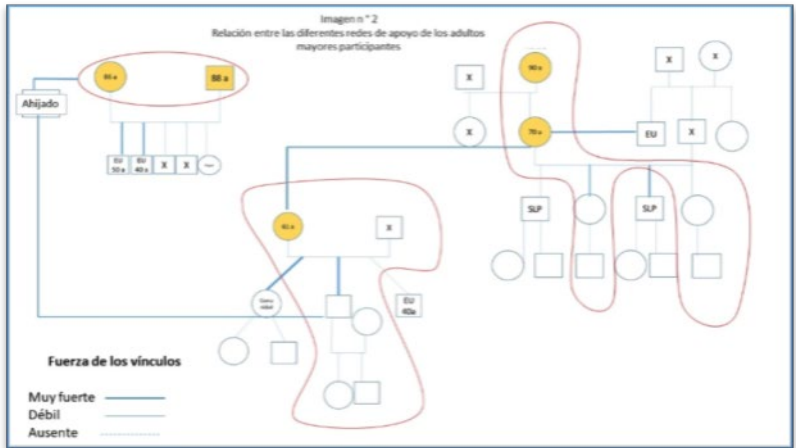 Imagen n° 2
Relación entre las diferentes redes de apoyo de los adultos
mayores participantes
88 a
X
X
X
90 a
Ahijado
X
70 a
EU
X
EU
50 a
EU
40 a
X
X
SLP
SLP
X
EU
40a
Fuerza de los vínculos
Muy fuerte
Débil
Ausente